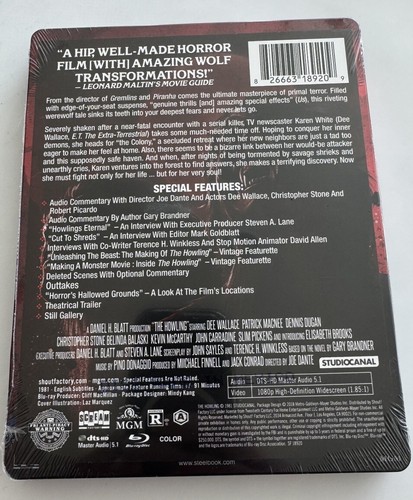 “A HIP, WELL-MADE HORROR
FILM [WITH] AMAZING WOLF
TRANSFORMATIONS!”
– LEONARD MALTIN'S MOVIE GUIDE
8 26663 18920 9
From the director of Gremlins and Piranha comes the ultimate masterpiece of primal terror. Filled
with edge-of-your-seat suspense, “genuine thrills [and] amazing special effects” (Us), this riveting
werewolf tale sinks its teeth into your deepest fears and never lets go.
Severely shaken after a near-fatal encounter with a serial killer, TV newscaster Karen White (Dee
Wallace, E.T. The Extra-Terrestrial) takes some much-needed time off. Hoping to conquer her inner
demons, she heads for “the Colony,” a secluded retreat where her new neighbors are just a tad too
eager to make her feel at home. Also, there seems to be a bizarre link between her would-be attacker
and this supposedly safe haven. And when, after nights of being tormented by savage shrieks and
unearthly cries, Karen ventures into the forest to find answers, she makes a terrifying discovery. Now
she must fight not only for her life ... but for her very soul!
SPECIAL FEATURES:
Audio Commentary With Director Joe Dante And Actors Dee Wallace, Christopher Stone And
Robert Picardo
Audio Commentary By Author Gary Brandner
“Howlings Eternal” – An Interview With Executive Producer Steven A. Lane
“Cut To Shreds” – An Interview With Editor Mark Goldblatt
Interviews With Co-Writer Terence H. Winkless And Stop Motion Animator David Allen
“Unleashing The Beast: The Making Of The Howling” – Vintage Featurette
“Making A Monster Movie: Inside The Howling” – Vintage Featurette
Deleted Scenes With Optional Commentary
Outtakes
“Horror's Hallowed Grounds” – A Look At The Film's Locations
Theatrical Trailer
Still Gallery
A DANIEL H. BLATT PRODUCTION "THE HOWLING" STARRING DEE WALLACE PATRICK MACNEE DENNIS DUGAN
CHRISTOPHER STONE BELINDA BALASKI KEVIN McCARTHY JOHN CARRADINE SLIM PICKENS AND INTRODUCING ELISABETH BROOKS
EXECUTIVE PRODUCERS DANIEL H. BLATT AND STEVEN A. LANE SCREENPLAY BY JOHN SAYLES AND TERENCE H. WINKLESS BASED ON THE NOVEL BY GARY BRANDNER
MUSIC BY PINO DONAGGIO PRODUCED BY MICHAEL FINNELL AND JACK CONRAD DIRECTED BY JOE DANTE
STUDIOCANAL
shoutfactory.com mgm.com Special Features Are Not Rated.
1981
Blu-ray Producer: Cliff MacMillan Package Designer: Mindy Kang
Cover Illustration: Laz Marquez
Audio DTS-HD Master Audio 5.1
Video 1080p High-Definition Widescreen (1.85:1)
FBI ANTI-PIRACY
WARNING
SCREAM
FACTORY
MGM
R
dts-HD
Master Audio 5.1
Blu-ray Disc
COLOR
www.steelbook.com